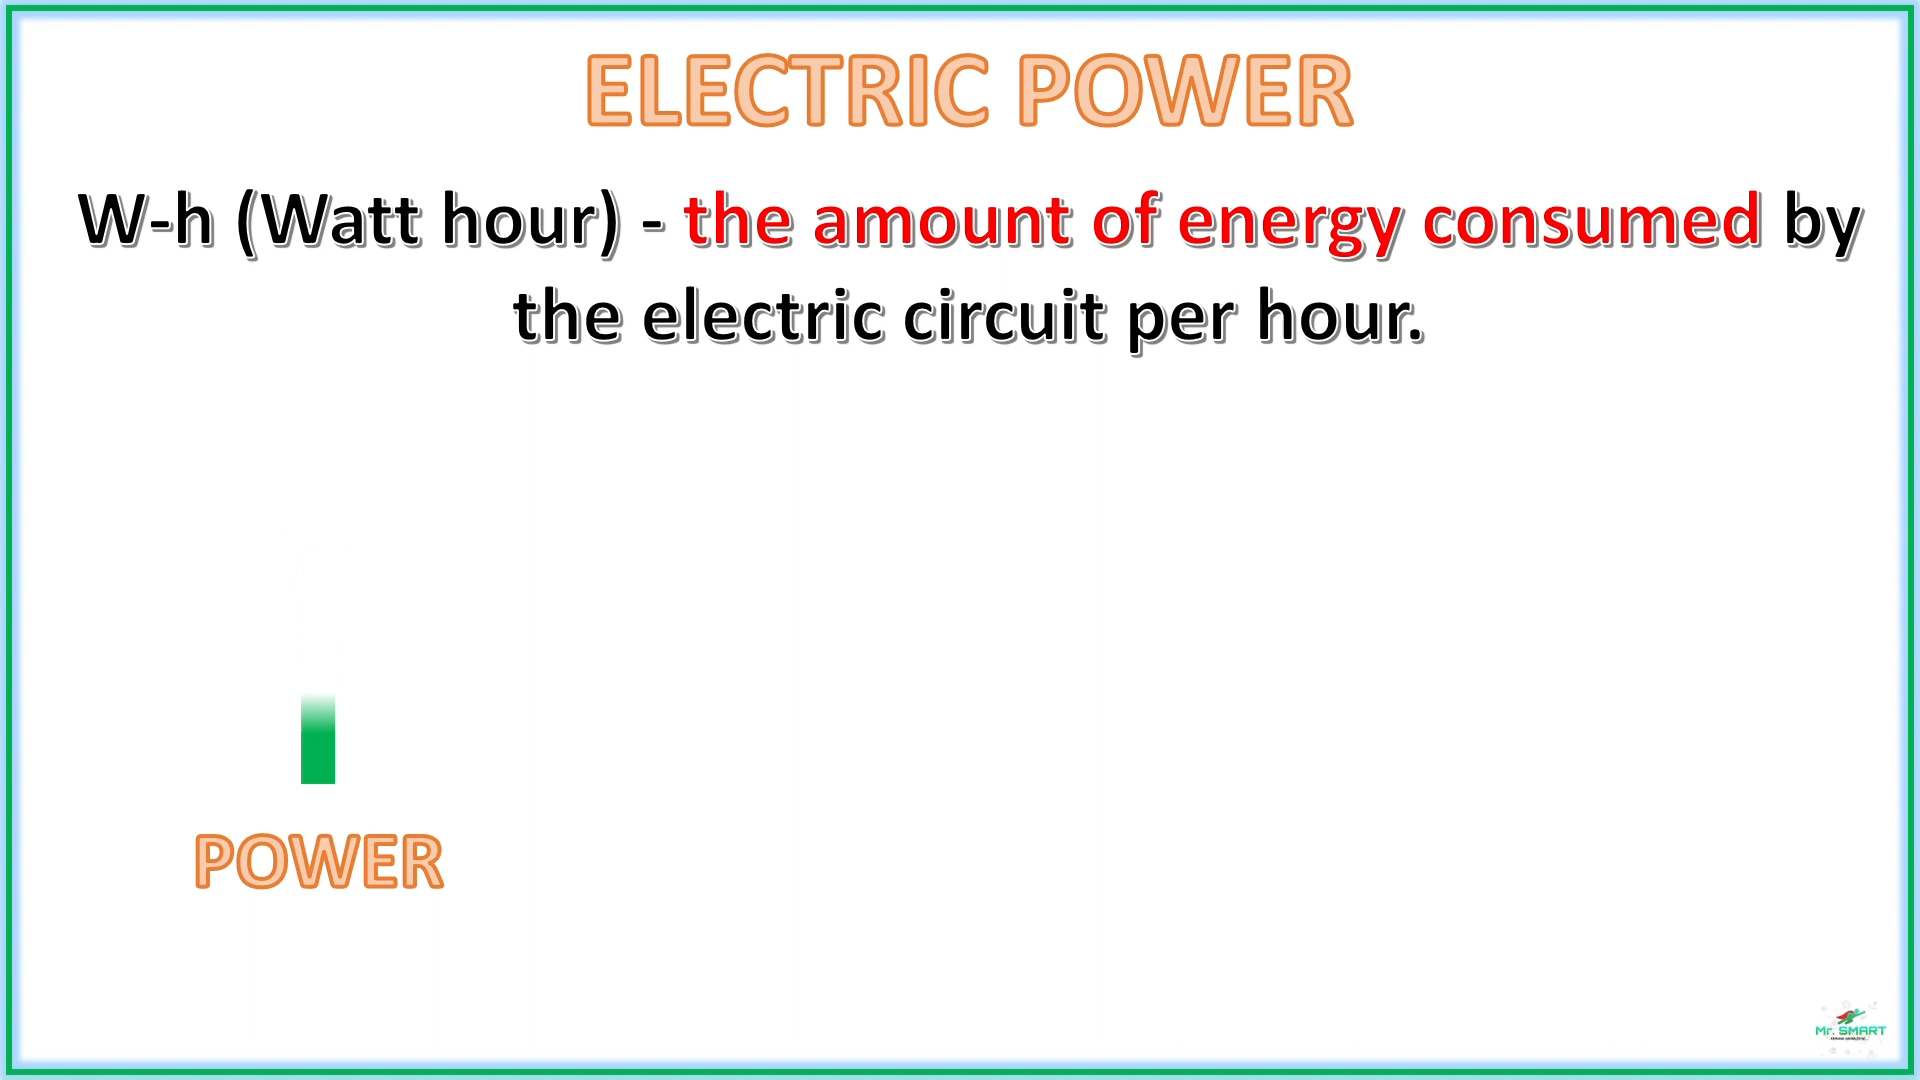 ELECTRIC POWER
W-h (Watt hour) - the amount of energy consumed by
the electric circuit per hour.
POWER
Mr. SMART